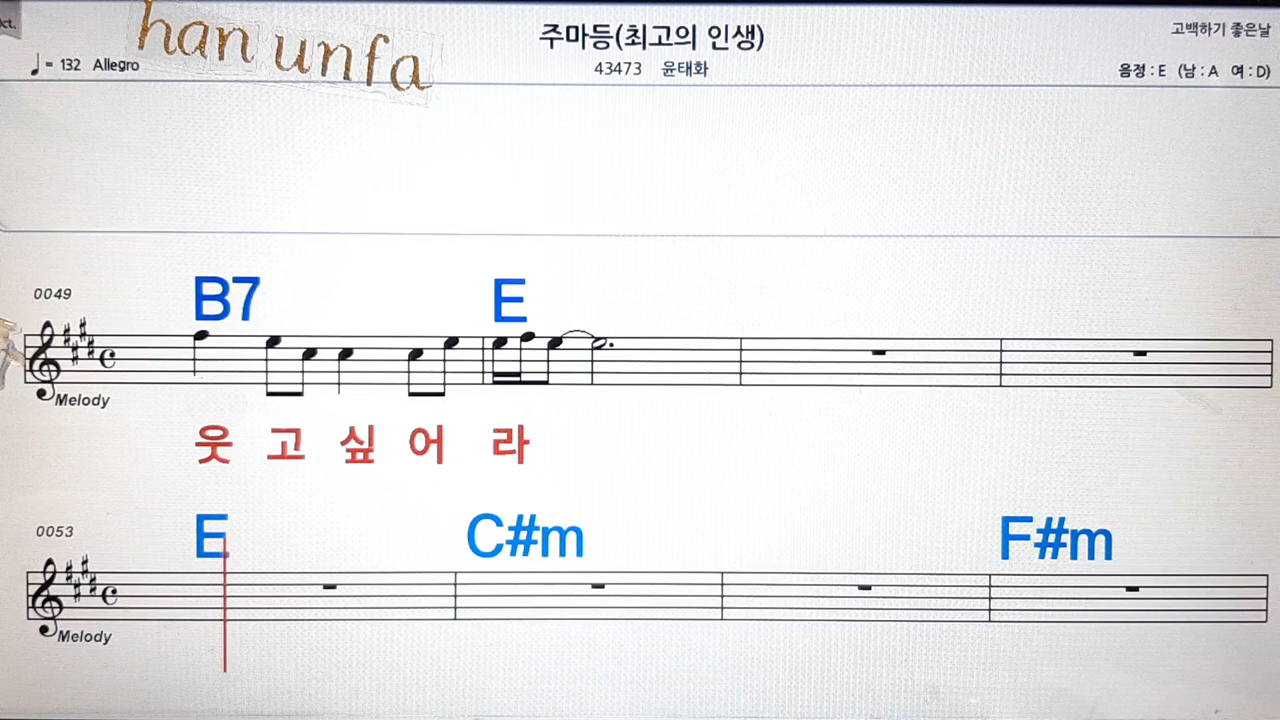 han unfa
주마등(최고의 인생)
고백하기 좋은날
♩= 132 Allegro
43473 윤태화
음정 : E (남 : A 여 : D)
0049
B7 E
Melody
웃 고 싶 어 라
0053
E C#m F#m
Melody